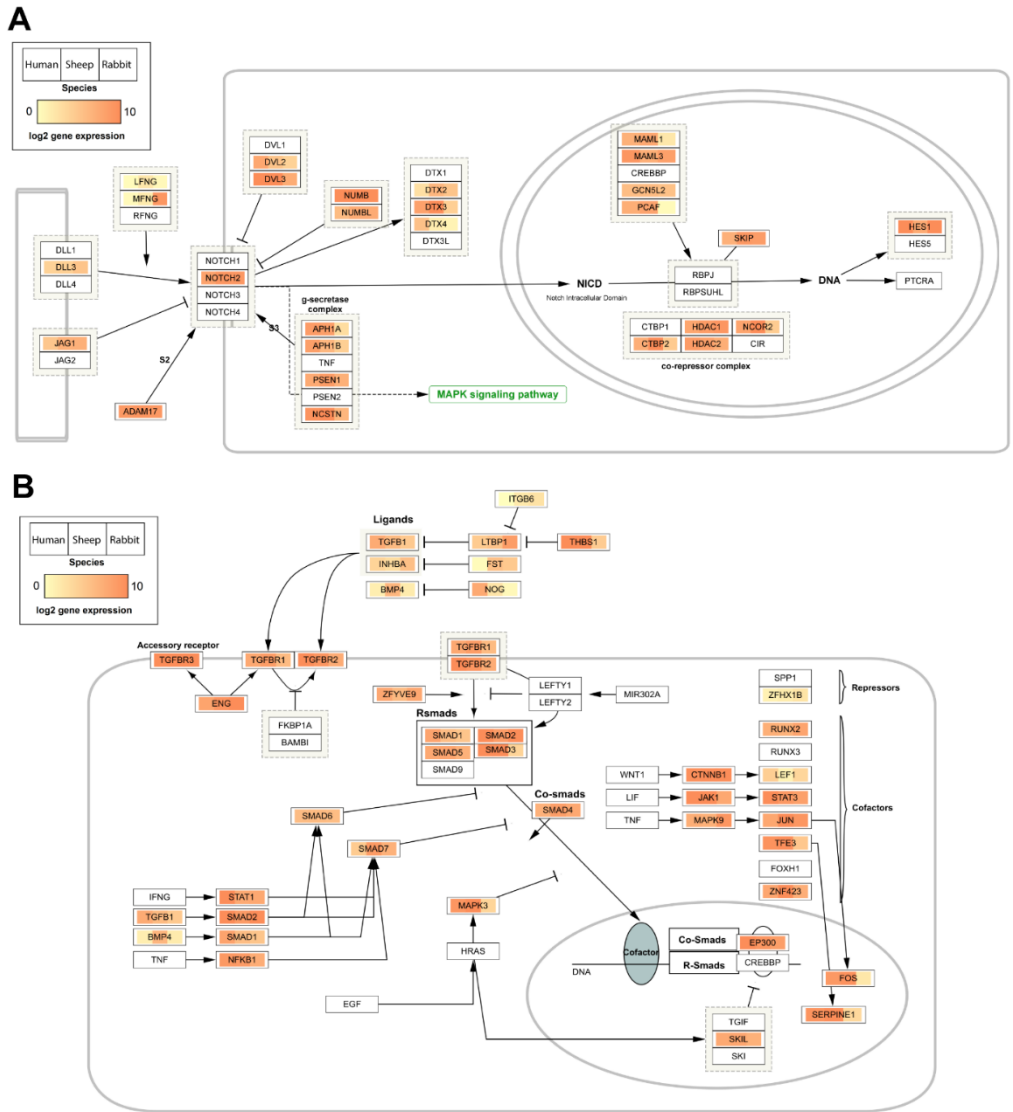 A
Human Sheep Rabbit
Species
0 10
log2 gene expression
LFNG
MFNG
RFNG
DLL1
DLL3
DLL4
JAG1
JAG2
S2
ADAM17
DVL1
DVL2
DVL3
NUMB
NUMBL
DTX1
DTX2
DTX3
DTX4
DTX3L
NOTCH1
NOTCH2
NOTCH3
NOTCH4
S3
g-secretase
complex
APH1A
APH1B
TNF
PSEN1
PSEN2
NCSTN
MAPK signaling pathway
MAML1
MAML3
CREBBP
GCN5L2
PCAF
SKIP
NICD
Notch Intracellular Domain
RBPJ
RBPSUHL
DNA
HES1
HES5
PTCRA
CTBP1 HDAC1 NCOR2
CTBP2 HDAC2 CIR
co-repressor complex
B
Human Sheep Rabbit
Species
0 10
log2 gene expression
ITGB6
Ligands
TGFB1 LTBP1 THBS1
INHBA FST
BMP4 NOG
Accessory receptor
TGFBR3 TGFBR1 TGFBR2
ENG
FKBP1A
BAMBI
TGFBR1
TGFBR2
ZFYVE9
LEFTY1
LEFTY2
MIR302A
Rsmads
SMAD1 SMAD2
SMAD5 SMAD3
SMAD9
Co-smads
SMAD4
SPP1
ZFHX1B
Repressors
RUNX2
RUNX3
WNT1 CTNNB1 LEF1
LIF JAK1 STAT3
TNF MAPK9 JUN
TFE3
FOXH1
ZNF423
Cofactors
SMAD6
SMAD7
IFNG STAT1
TGFB1 SMAD2
BMP4 SMAD1
TNF NFKB1
MAPK3
HRAS
EGF
Cofactor
Co-Smads
R-Smads
DNA
EP300
CREBBP
FOS
SERPINE1
TGIF
SKIL
SKI